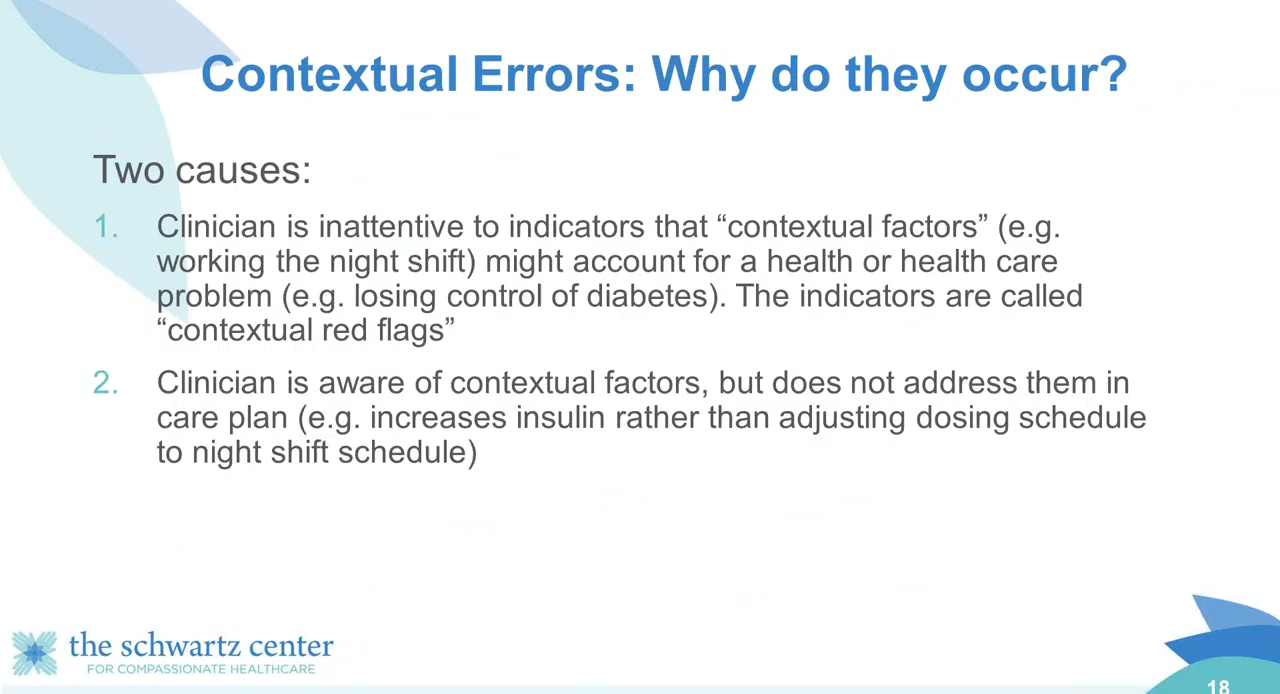 Contextual Errors: Why do they occur?
Two causes:
1. Clinician is inattentive to indicators that “contextual factors” (e.g.
working the night shift) might account for a health or health care
problem (e.g. losing control of diabetes). The indicators are called
“contextual red flags”
2. Clinician is aware of contextual factors, but does not address them in
care plan (e.g. increases insulin rather than adjusting dosing schedule
to night shift schedule)
the schwartz center
FOR COMPASSIONATE HEALTHCARE
18